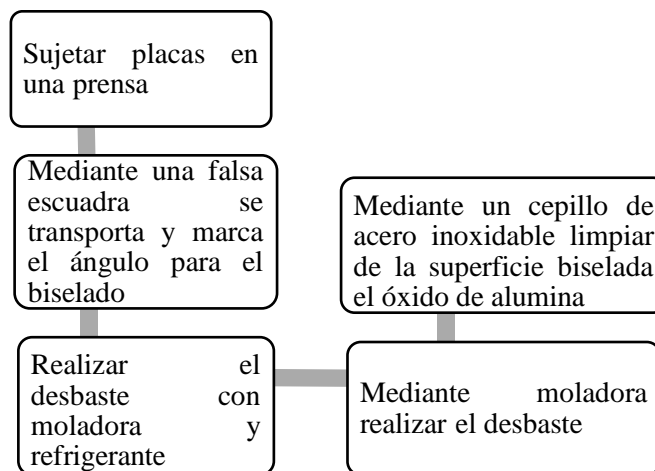 Sujetar placas en
una prensa
Mediante una falsa
escuadra se
transporta y marca
el ángulo para el
biselado
Realizar el
desbaste con
moladora y
refrigerante
Mediante moladora
realizar el desbaste
Mediante un cepillo de
acero inoxidable limpiar
de la superficie biselada
el óxido de alumina